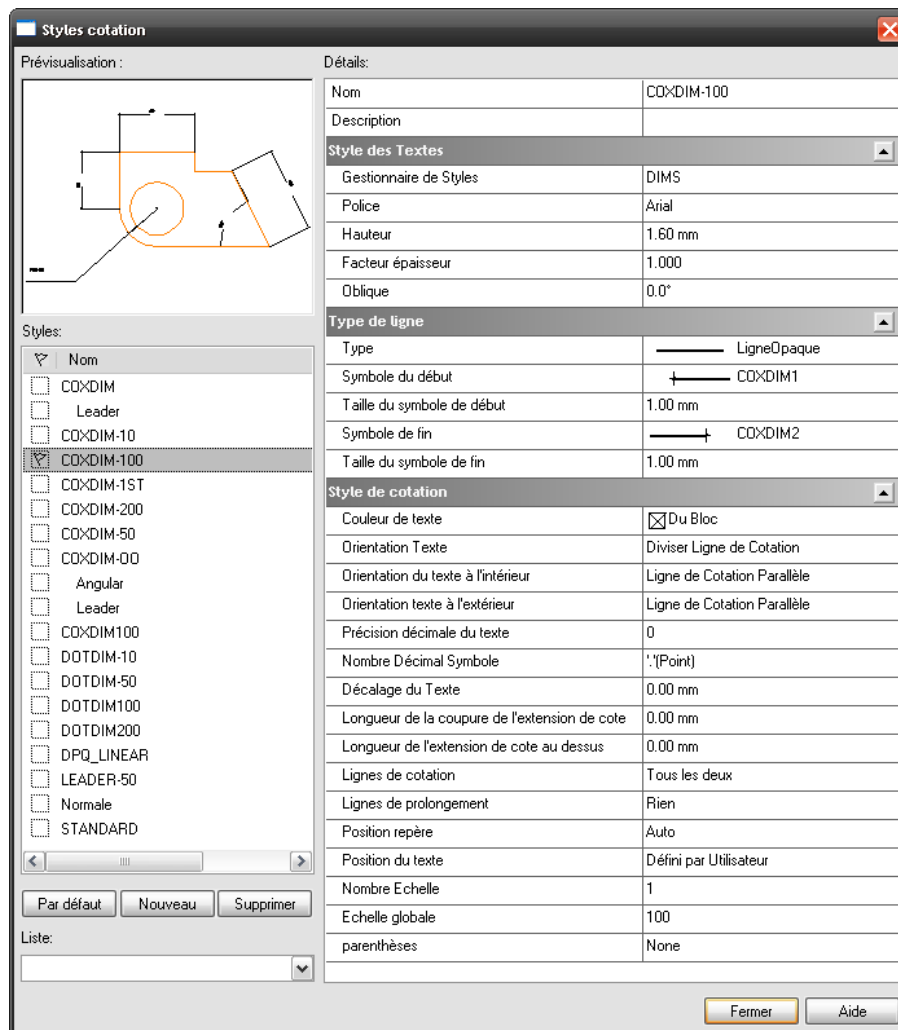 Styles cotation
Prévisualisation :
Styles:
Nom
COXDIM
Leader
COXDIM-10
COXDIM-100
COXDIM-1ST
COXDIM-200
COXDIM-50
COXDIM-OO
Angular
Leader
COXDIM100
DOTDIM-10
DOTDIM-50
DOTDIM100
DOTDIM200
DPQ_LINEAR
LEADER-50
Normale
STANDARD
Par défaut Nouveau Supprimer
Liste:
Détails:
Nom COXDIM-100
Description
Style des Textes
Gestionnaire de Styles DIMS
Police Arial
Hauteur 1.60 mm
Facteur épaisseur 1.000
Oblique 0.0°
Type de ligne
Type LigneOpaque
Symbole du début COXDIM1
Taille du symbole de début 1.00 mm
Symbole de fin COXDIM2
Taille du symbole de fin 1.00 mm
Style de cotation
Couleur de texte Du Bloc
Orientation Texte Diviser Ligne de Cotation
Orientation du texte à l'intérieur Ligne de Cotation Parallèle
Orientation texte à l'extérieur Ligne de Cotation Parallèle
Précision décimale du texte 0
Nombre Décimal Symbole '.'(Point)
Décalage du Texte 0.00 mm
Longueur de la coupure de l'extension de cote 0.00 mm
Longueur de l'extension de cote au dessus 0.00 mm
Lignes de cotation Tous les deux
Lignes de prolongement Rien
Position repère Auto
Position du texte Défini par Utilisateur
Nombre Echelle 1
Echelle globale 100
parenthèses None
Fermer Aide